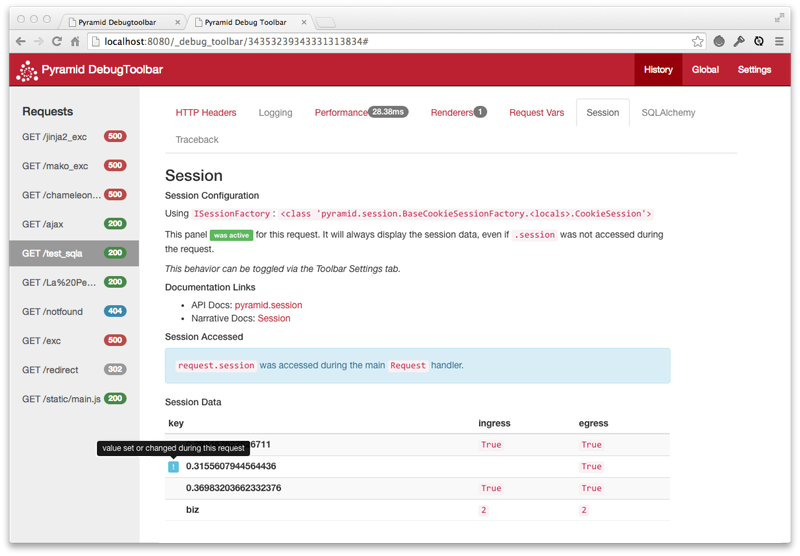 Pyramid Debugtoolbar
Pyramid Debug Toolbar
localhost:8080/_debug_toolbar/34353239343331313834#
Pyramid DebugToolbar
History
Global
Settings
Requests
GET /jinja2_exc 500
GET /mako_exc 500
GET /chameleon... 500
GET /ajax 200
GET /test_sqla 200
GET /La%20Pe... 200
GET /notfound 404
GET /exc 500
GET /redirect 302
GET /static/main.js 200
HTTP Headers
Logging
Performance 28.38ms
Renderers 1
Request Vars
Session
SQLAlchemy
Traceback
Session
Session Configuration
Using ISessionFactory: <class 'pyramid.session.BaseCookieSessionFactory.<locals>.CookieSession'>
This panel was active for this request. It will always display the session data, even if .session was not accessed during
the request.
This behavior can be toggled via the Toolbar Settings tab.
Documentation Links
• API Docs: pyramid.session
• Narrative Docs: Session
Session Accessed
request.session was accessed during the main Request handler.
Session Data
key ingress egress
6711 True True
value set or changed during this request
! 0.3155607944564436 True
0.36983203662332376 True True
biz 2 2